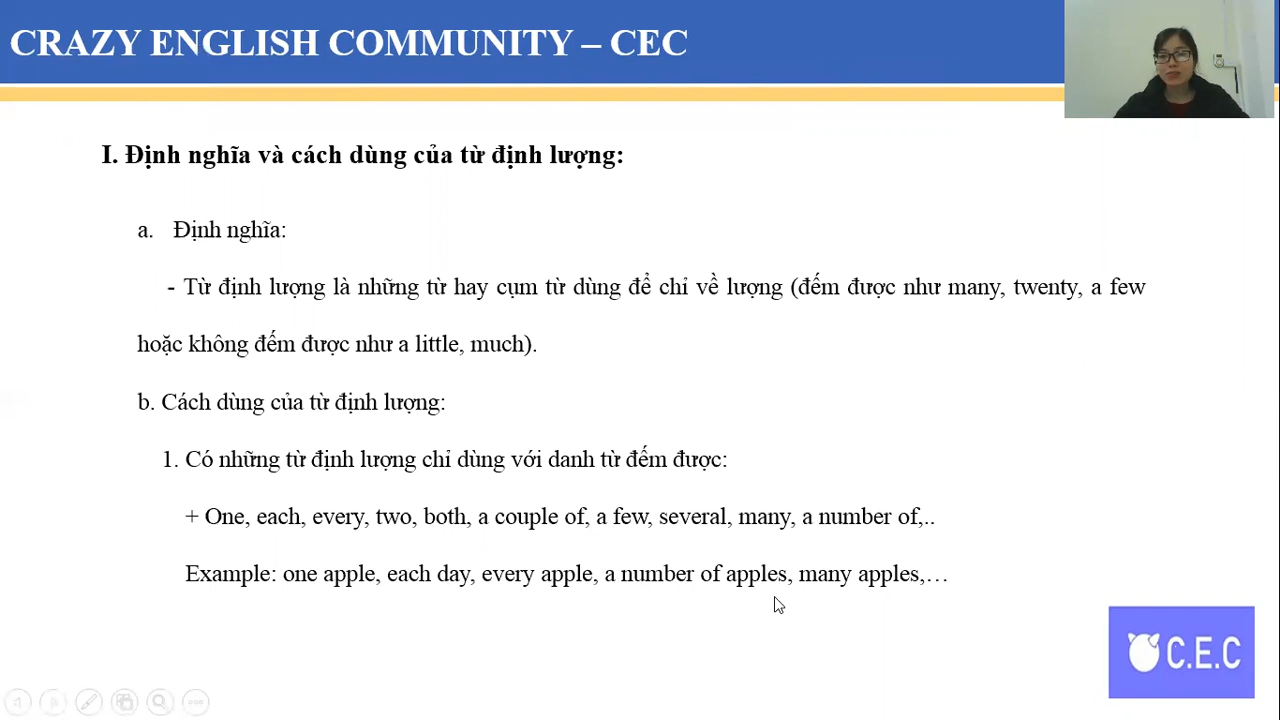 CRAZY ENGLISH COMMUNITY – CEC
I. Định nghĩa và cách dùng của từ định lượng:
a. Định nghĩa:
- Từ định lượng là những từ hay cụm từ dùng để chỉ về lượng (đếm được như many, twenty, a few
hoặc không đếm được như a little, much).
b. Cách dùng của từ định lượng:
1. Có những từ định lượng chỉ dùng với danh từ đếm được:
+ One, each, every, two, both, a couple of, a few, several, many, a number of,..
Example: one apple, each day, every apple, a number of apples, many apples,…
C.E.C